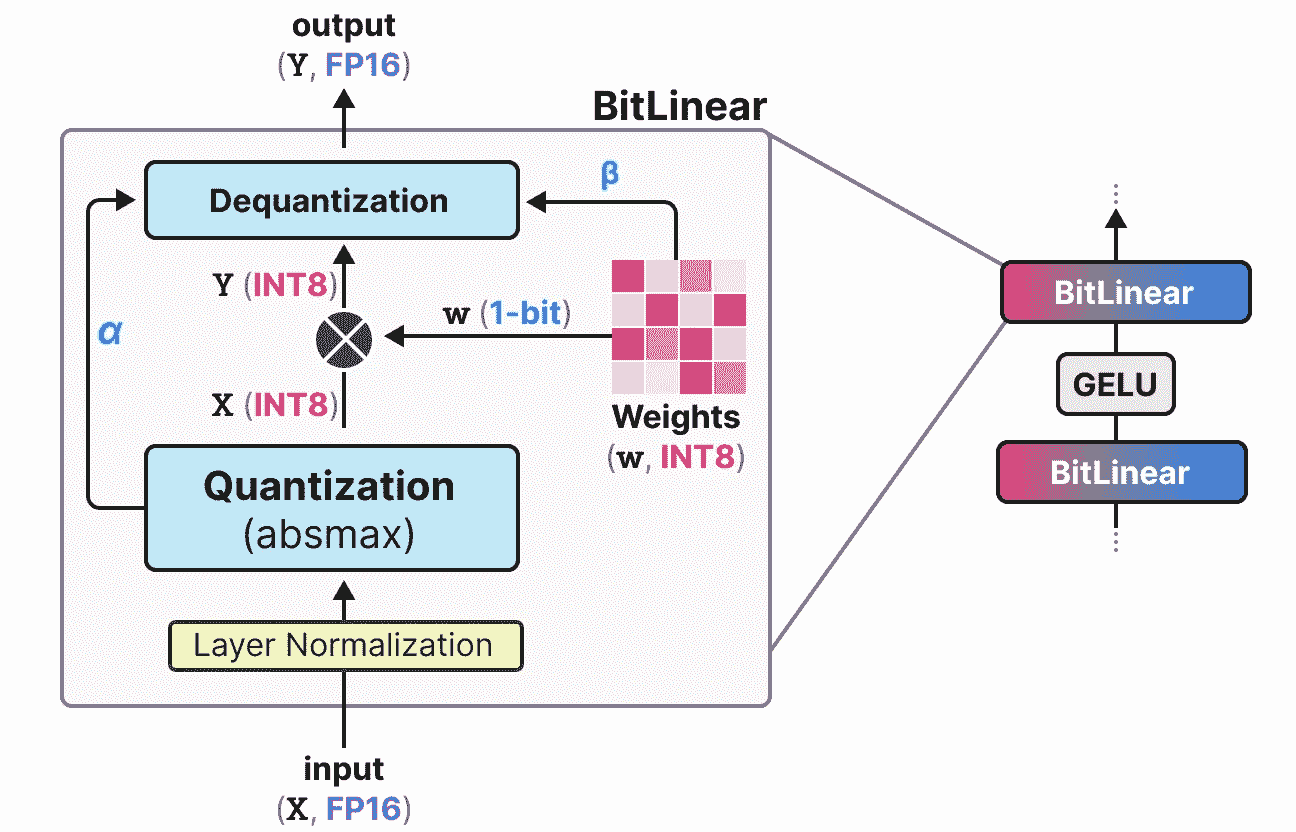 output
(Y, FP16)
BitLinear
Dequantization
β
Y (INT8)
w (1-bit)
α
X (INT8)
Weights
(w, INT8)
Quantization
(absmax)
Layer Normalization
input
(X, FP16)
BitLinear
GELU
BitLinear